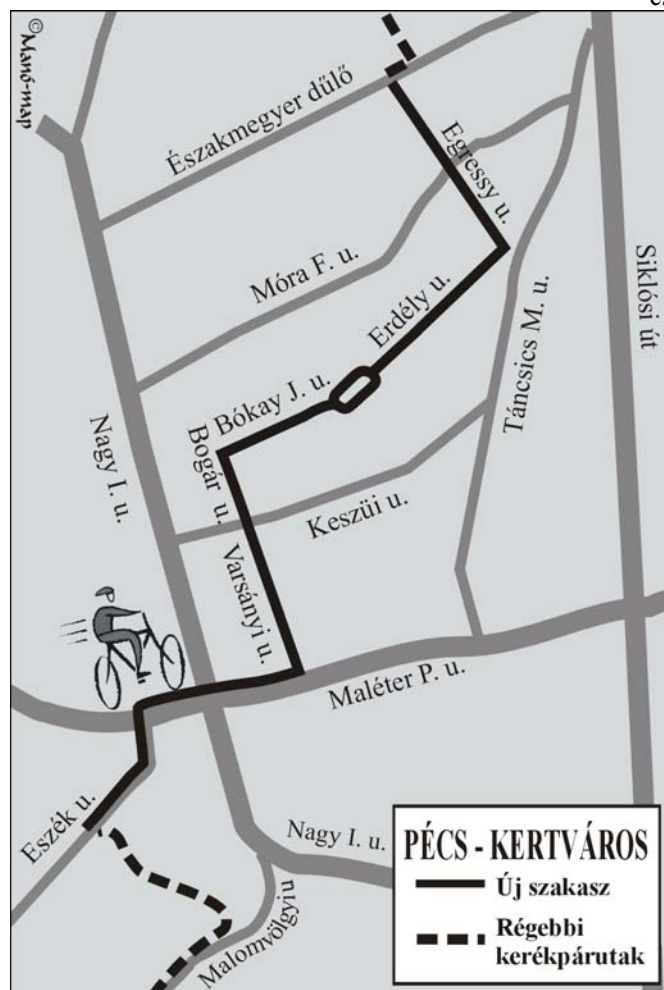 ©Manó-map
Északmegyer dűlő
Egressy u.
Móra F. u.
Erdély u.
Siklósi út
Táncsics M. u.
Bókay J. u.
Nagy I. u.
Bogár u.
Keszüi u.
Varsányi u.
Maléter P. u.
Eszék u.
Nagy I. u.
Malomvölgyi u
PÉCS - KERTVÁROS
Új szakasz
Régebbi
kerékpárutak